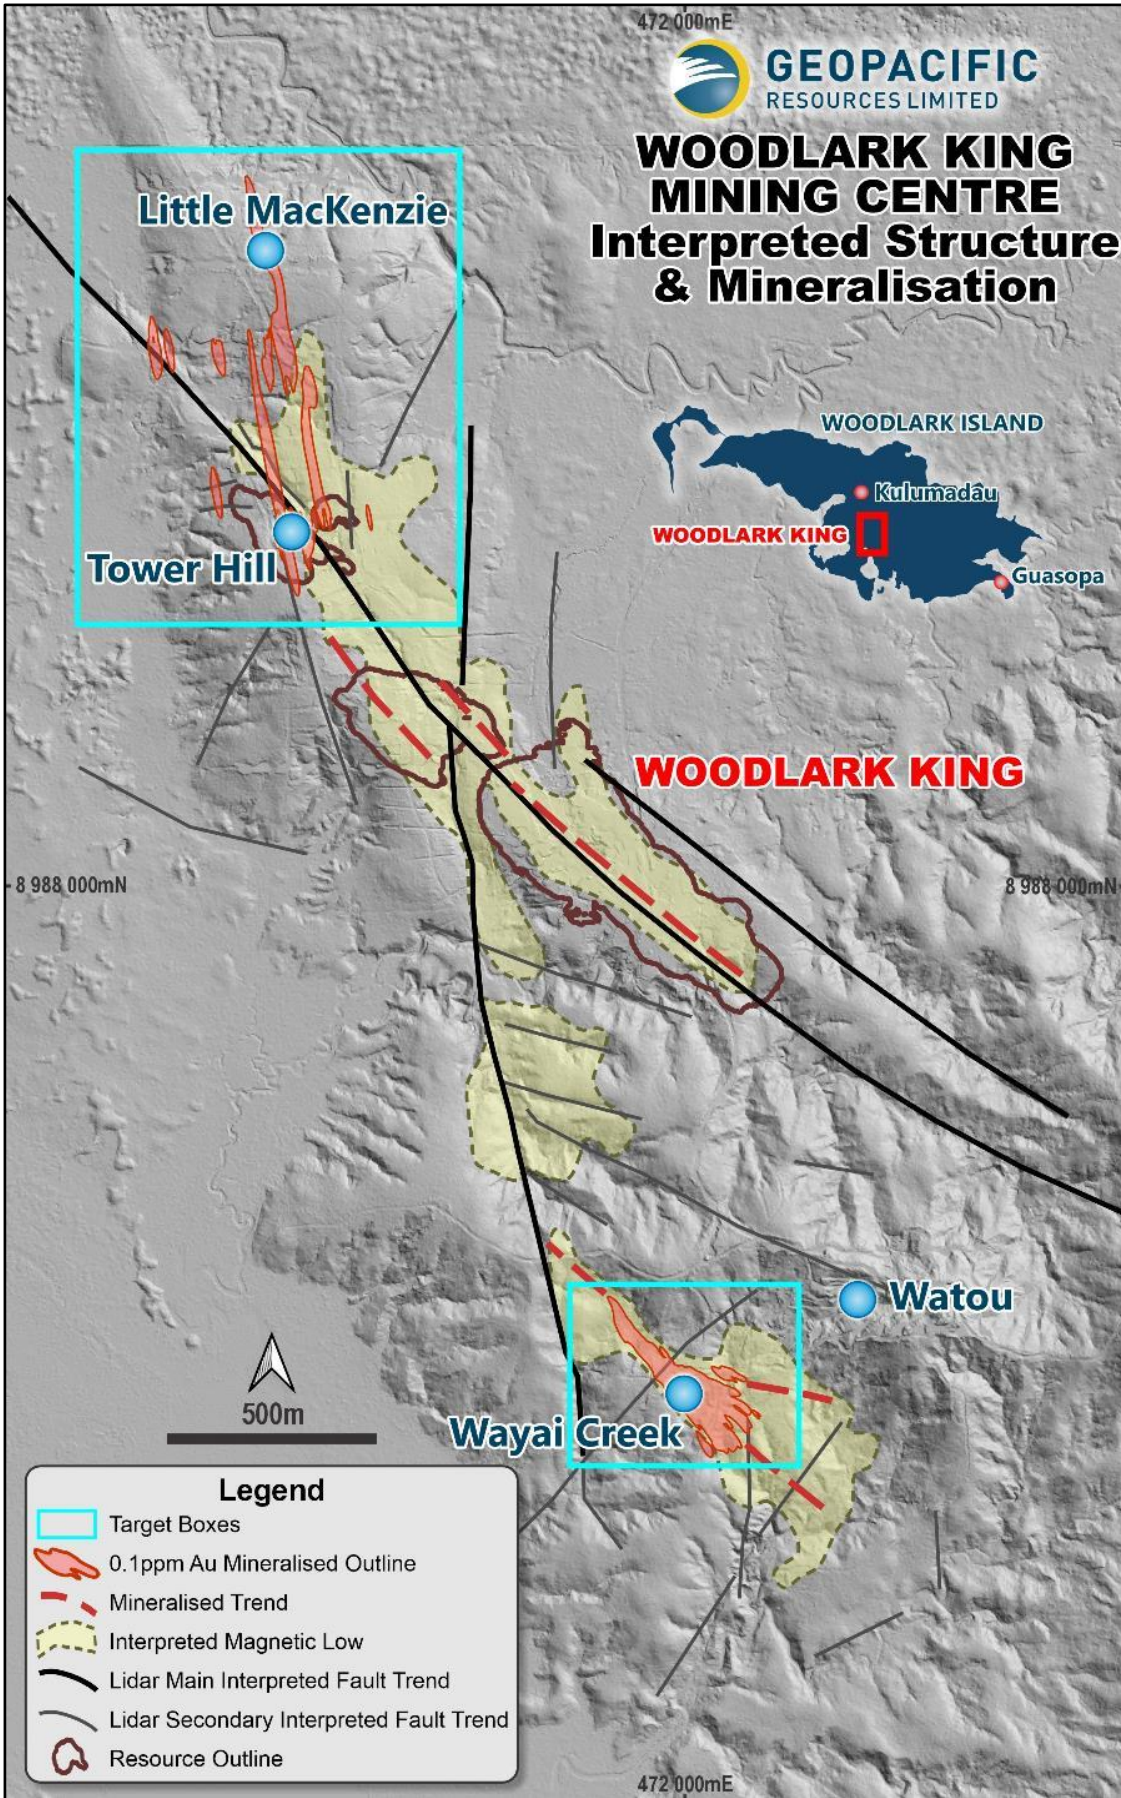 472 000mE
GEOPACIFIC
RESOURCES LIMITED
WOODLARK KING
MINING CENTRE
Interpreted Structure
& Mineralisation
Little MacKenzie
WOODLARK ISLAND
Kulumadau
WOODLARK KING
Guasopa
Tower Hill
WOODLARK KING
8 988 000mN
8 988 000mN
Watou
500m
Wayai Creek
Legend
Target Boxes
0.1ppm Au Mineralised Outline
Mineralised Trend
Interpreted Magnetic Low
Lidar Main Interpreted Fault Trend
Lidar Secondary Interpreted Fault Trend
Resource Outline
472 000mE